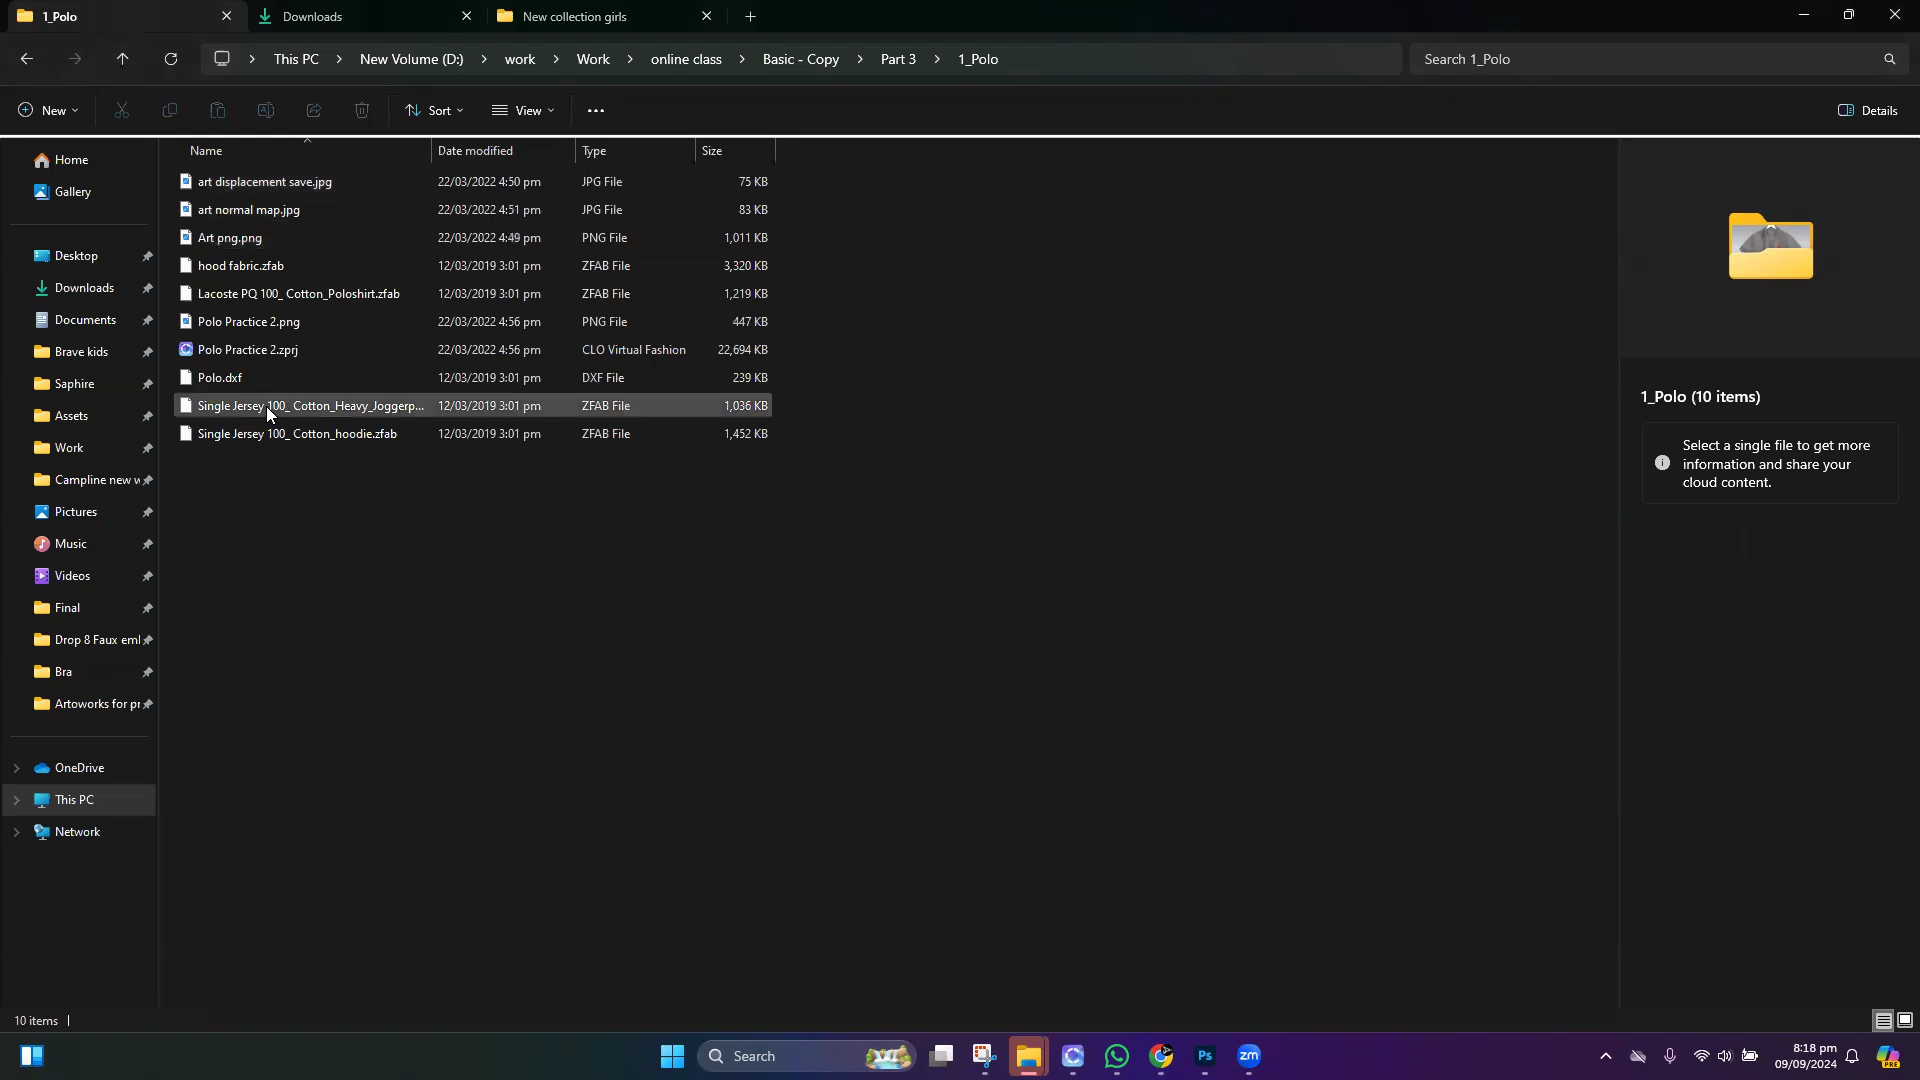 1_Polo
Downloads
New collection girls
This PC
New Volume (D:)
work
Work
online class
Basic - Copy
Part 3
1_Polo
Search 1_Polo
New
Sort
View
Details
Name
Date modified
Type
Size
art displacement save.jpg 22/03/2022 4:50 pm JPG File 75 KB
art normal map.jpg 22/03/2022 4:51 pm JPG File 83 KB
Art png.png 22/03/2022 4:49 pm PNG File 1,011 KB
hood fabric.zfab 12/03/2019 3:01 pm ZFAB File 3,320 KB
Lacoste PQ 100_ Cotton_Poloshirt.zfab 12/03/2019 3:01 pm ZFAB File 1,219 KB
Polo Practice 2.png 22/03/2022 4:56 pm PNG File 447 KB
Polo Practice 2.zprj 22/03/2022 4:56 pm CLO Virtual Fashion 22,694 KB
Polo.dxf 12/03/2019 3:01 pm DXF File 239 KB
Single Jersey 100_ Cotton_Heavy_Joggerp... 12/03/2019 3:01 pm ZFAB File 1,036 KB
Single Jersey 100_ Cotton_hoodie.zfab 12/03/2019 3:01 pm ZFAB File 1,452 KB
Home
Gallery
Desktop
Downloads
Documents
Brave kids
Saphire
Assets
Work
Campline new w
Pictures
Music
Videos
Final
Drop 8 Faux eml
Bra
Artoworks for pr
OneDrive
This PC
Network
1_Polo (10 items)
Select a single file to get more
information and share your
cloud content.
10 items
Search
Ps
zm
8:18 pm
09/09/2024
PRE